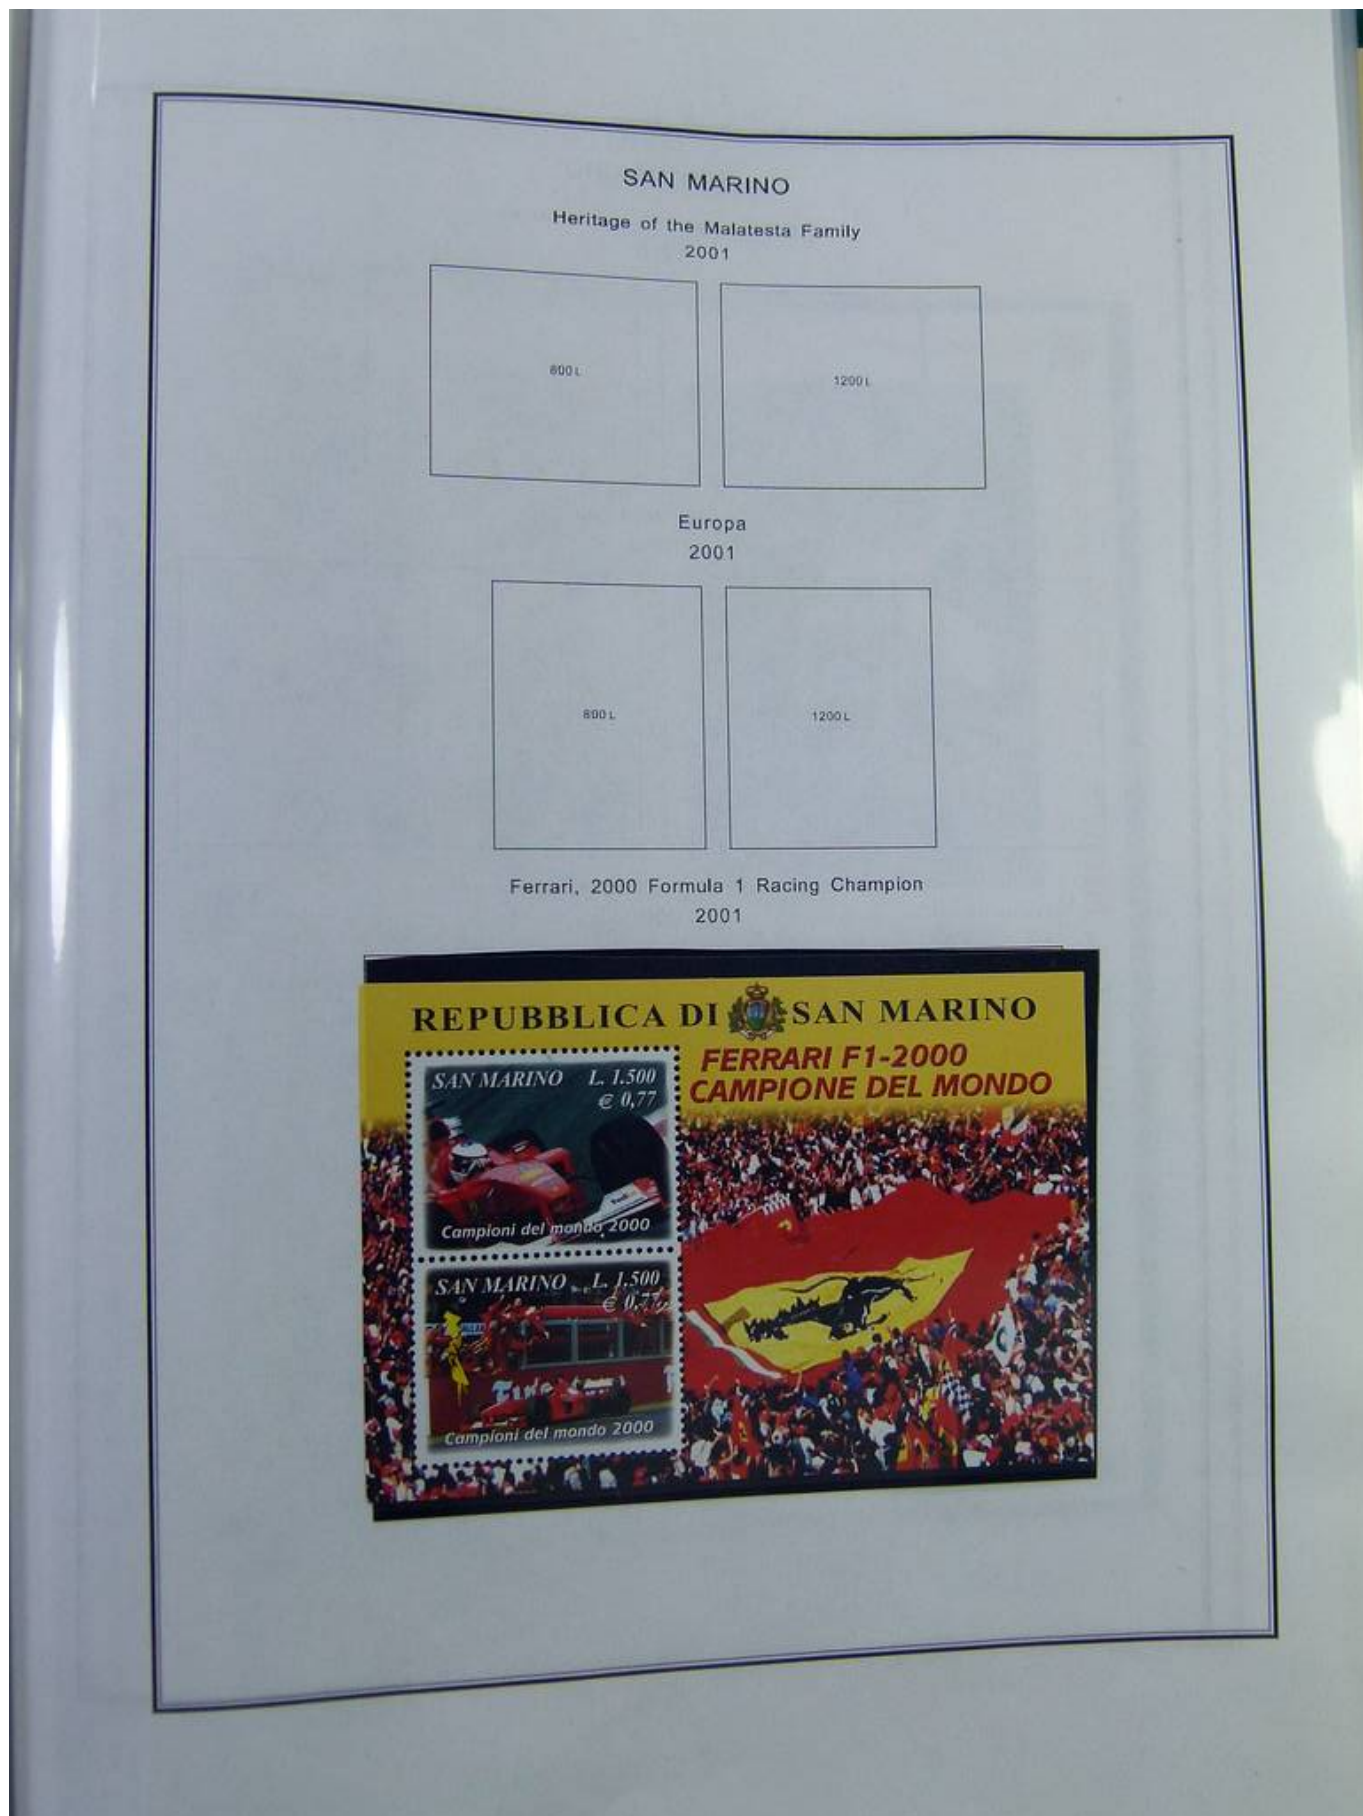 SAN MARINO
Heritage of the Malatesta Family
2001
800 L
1200 L
Europa
2001
800 L
1200 L
Ferrari, 2000 Formula 1 Racing Champion
2001
REPUBBLICA DI SAN MARINO
FERRARI F1-2000
CAMPIONE DEL MONDO
SAN MARINO L. 1.500
€ 0,77
Campioni del mondo 2000
SAN MARINO L. 1.500
€ 0,77
Campioni del mondo 2000